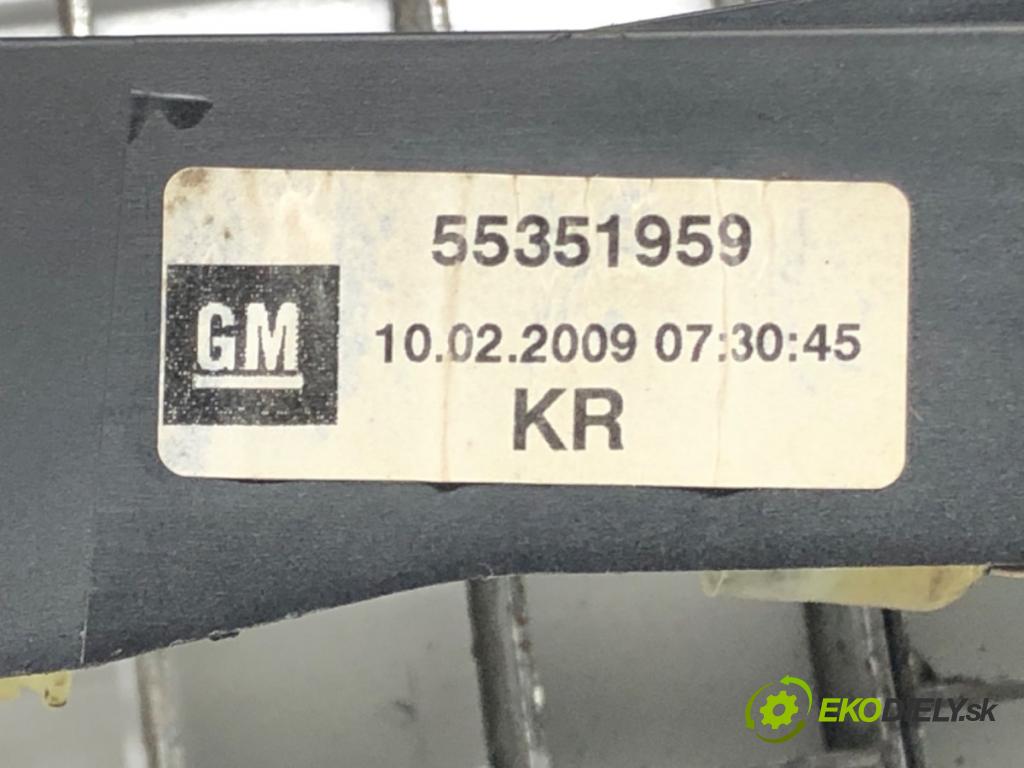 55351959
GM
10.02.2009 07:30:45
KR
EKODIELY.sk